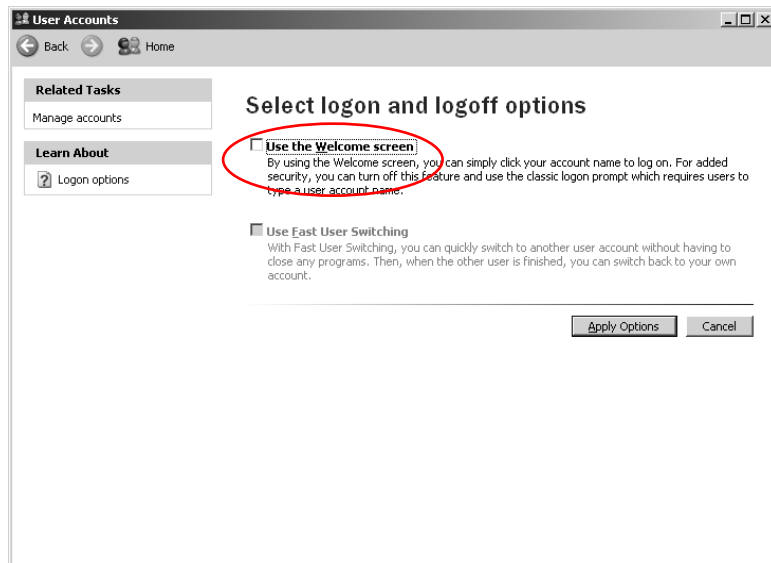 User Accounts
Back Home
Related Tasks
Manage accounts
Learn About
? Logon options
Select logon and logoff options
Use the Welcome screen
By using the Welcome screen, you can simply click your account name to log on. For added
security, you can turn off this feature and use the classic logon prompt which requires users to
type a user account name.
Use Fast User Switching
With Fast User Switching, you can quickly switch to another user account without having to
close any programs. Then, when the other user is finished, you can switch back to your own
account.
Apply Options Cancel